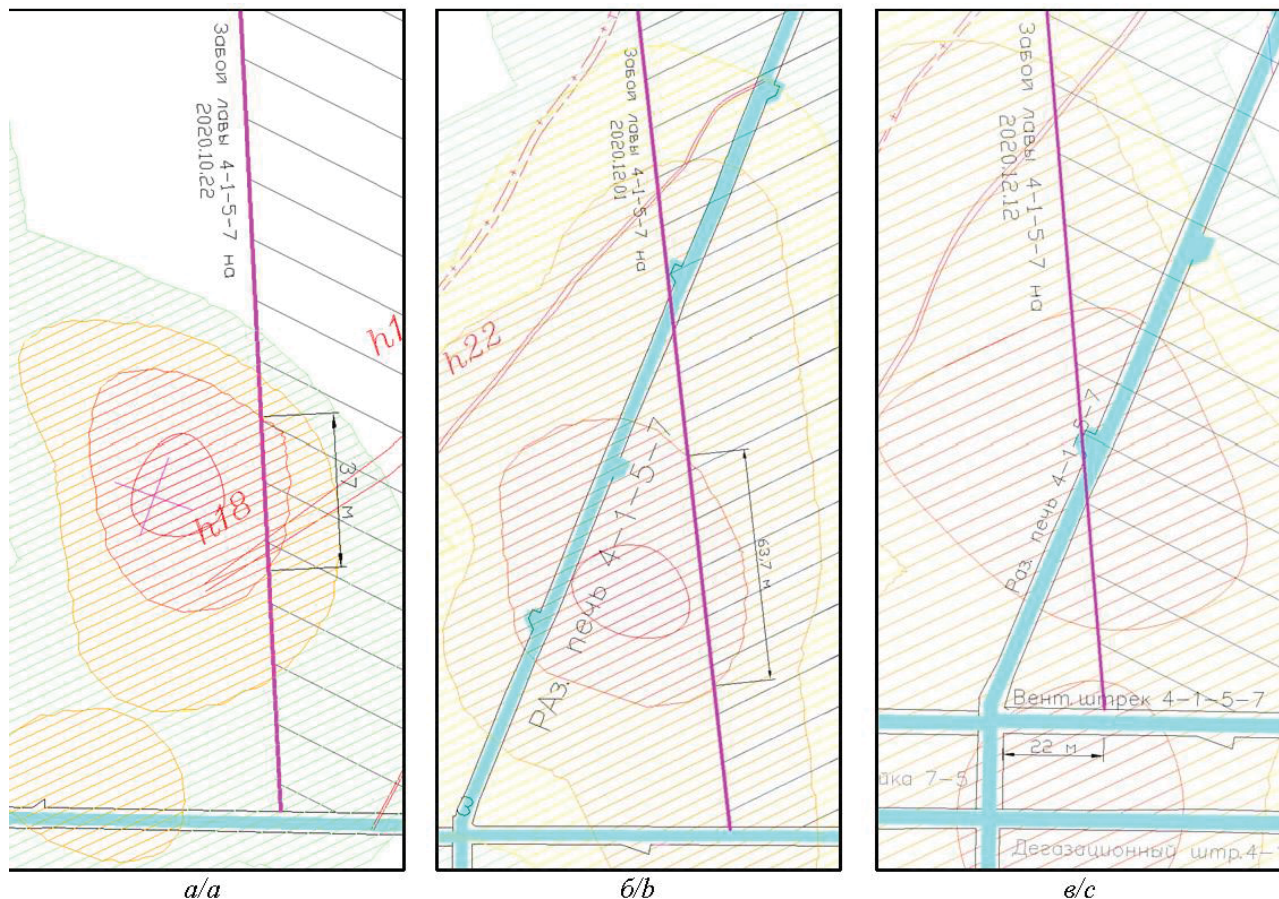 Забой лавы 4-1-5-7 на
2020.10.22
h1
37 м
h18
а/a
Забой лавы 4-1-5-7 на
2020.12.01
h22
63,7 м
РАз. печь 4-1-5-7
3
б/b
Забой лавы 4-1-5-7 на
2020.12.12
Раз. печь 4-1-5-7
Вент. штрек 4-1-5-7
22 м
йка 7-5
Дегазационный штр.4-
в/c